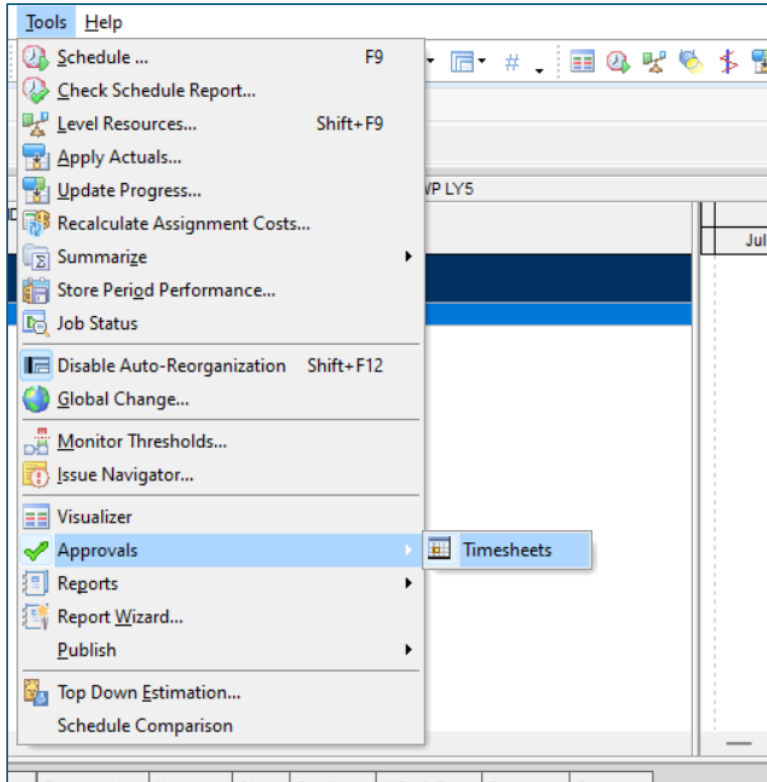 Tools Help
Schedule ... F9
#
Check Schedule Report...
Level Resources... Shift+F9
Apply Actuals...
Update Progress...
WP LY5
Recalculate Assignment Costs...
Jul
Summarize
Store Period Performance...
Job Status
Disable Auto-Reorganization Shift+F12
Global Change...
Monitor Thresholds...
Issue Navigator...
Visualizer
Approvals
Timesheets
Reports
Report Wizard...
Publish
Top Down Estimation...
Schedule Comparison